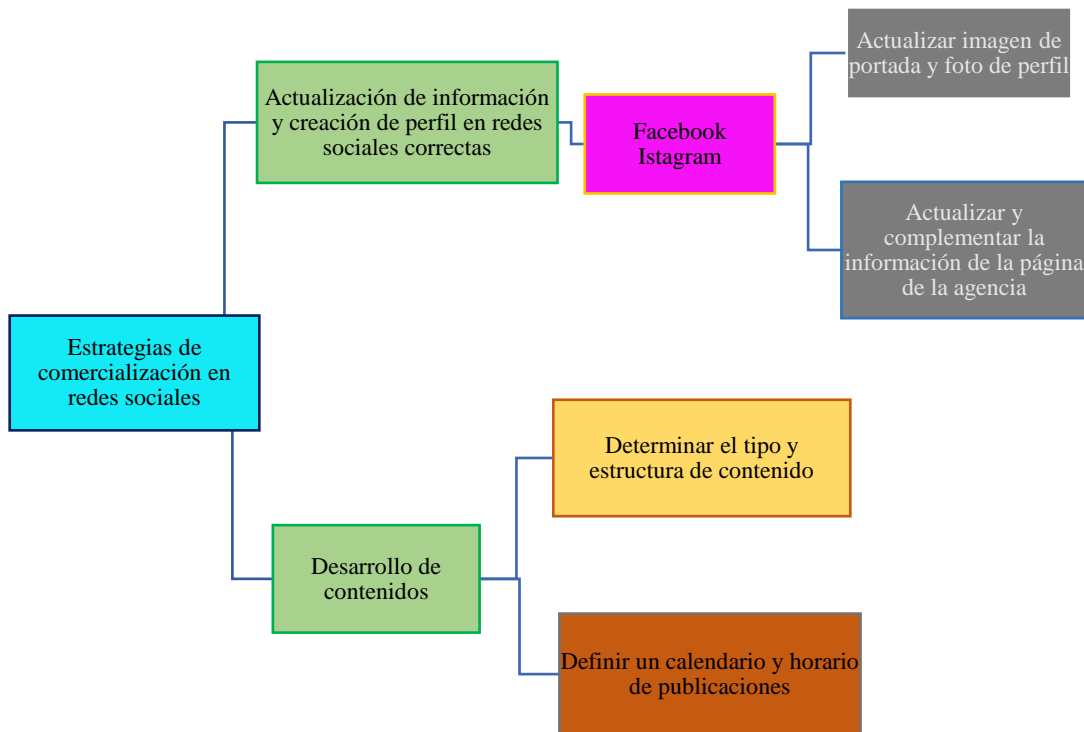 Actualizar imagen de
portada y foto de perfil
Actualización de información
y creación de perfil en redes
sociales correctas
Facebook
Istagram
Actualizar y
complementar la
información de la página
de la agencia
Estrategias de
comercialización en
redes sociales
Determinar el tipo y
estructura de contenido
Desarrollo de
contenidos
Definir un calendario y horario
de publicaciones